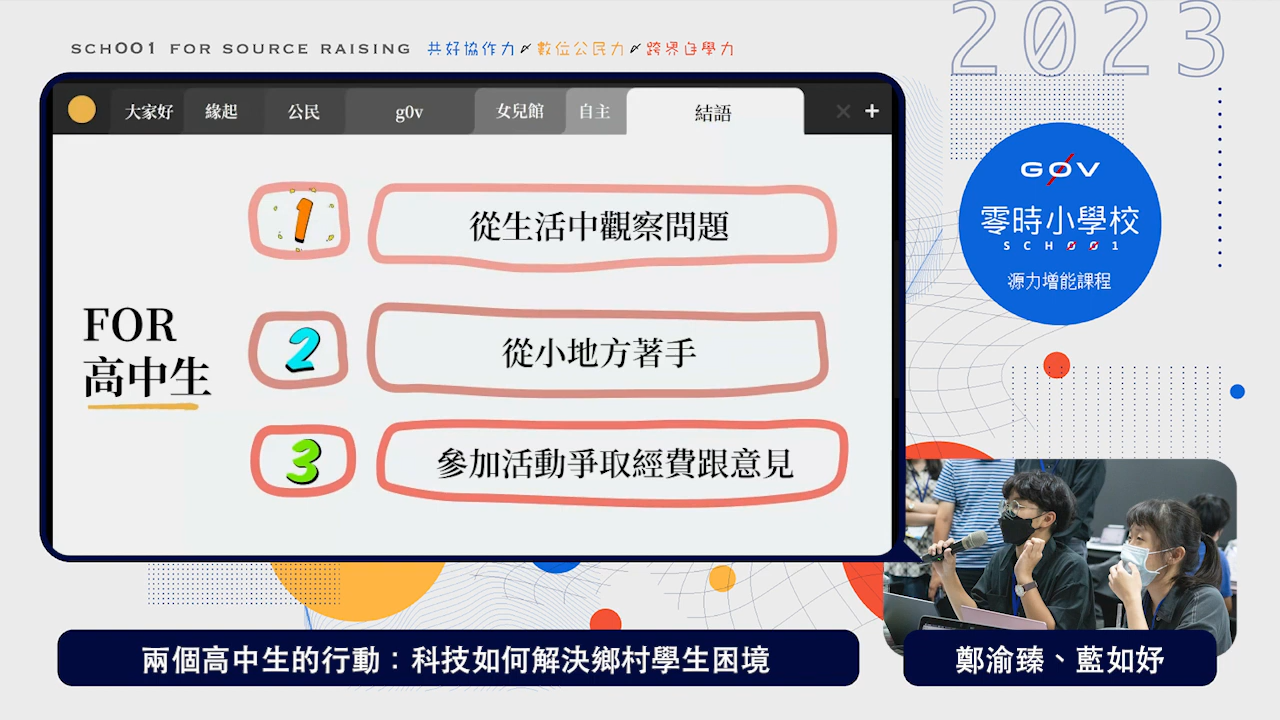 SCH001 FOR SOURCE RAISING 共好協作力 數位公民力 跨界自學力
2023
大家好 緣起 公民 g0v 女兒館 自主 結語
G0V
零時小學校
SCH001
源力增能課程
FOR
高中生
1 從生活中觀察問題
2 從小地方著手
3 參加活動爭取經費跟意見
兩個高中生的行動：科技如何解決鄉村學生困境
鄭渝臻、藍如妤